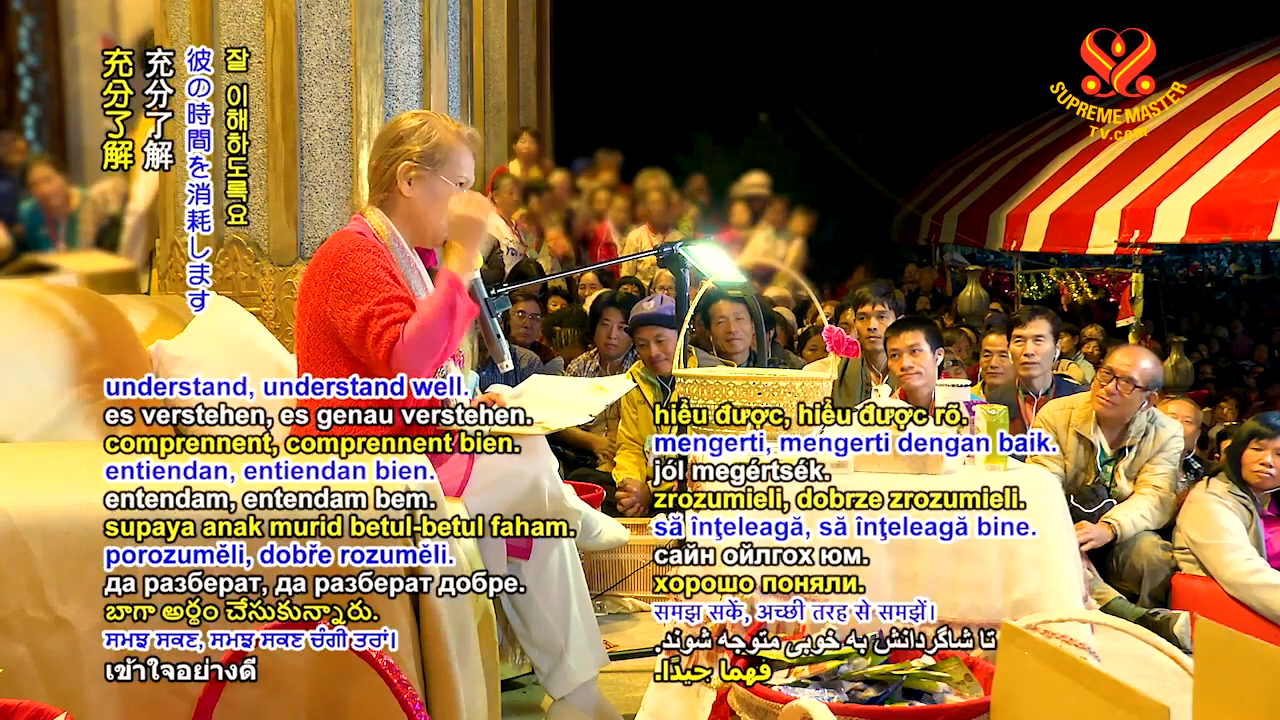 充分了解
充分了解
彼の時間を消耗します
잘 이해하도록요
SUPREME MASTER
TV.com
understand, understand well.
es verstehen, es genau verstehen.
comprennent, comprennent bien.
entiendan, entiendan bien.
entendam, entendam bem.
supaya anak murid betul-betul faham.
porozuměli, dobře rozuměli.
да разберат, да разберат добре.
బాగా అర్థం చేసుకున్నారు.
ਸਮਝ ਸਕਣ, ਸਮਝ ਸਕਣ ਚੰਗੀ ਤਰਾਂ।
เข้าใจอย่างดี
hiểu được, hiểu được rõ.
mengerti, mengerti dengan baik.
jól megértsék.
zrozumieli, dobrze zrozumieli.
să înţeleagă, să înţeleagă bine.
сайн ойлгох юм.
хорошо поняли.
समझ सकें, अच्छी तरह से समझें।
تا شاگردانش به خوبی متوجه شوند.
فهما جيدًا.